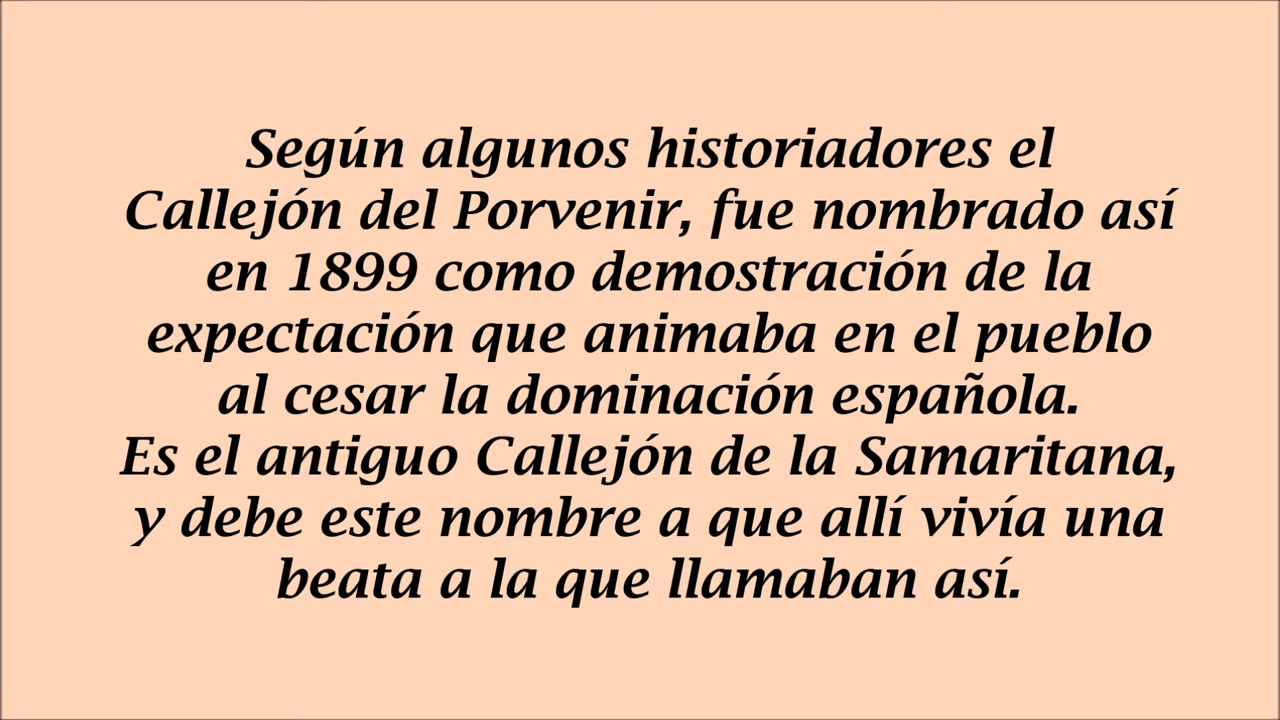 Según algunos historiadores el
Callejón del Porvenir, fue nombrado así
en 1899 como demostración de la
expectación que animaba en el pueblo
al cesar la dominación española.
Es el antiguo Callejón de la Samaritana,
y debe este nombre a que allí vivía una
beata a la que llamaban así.